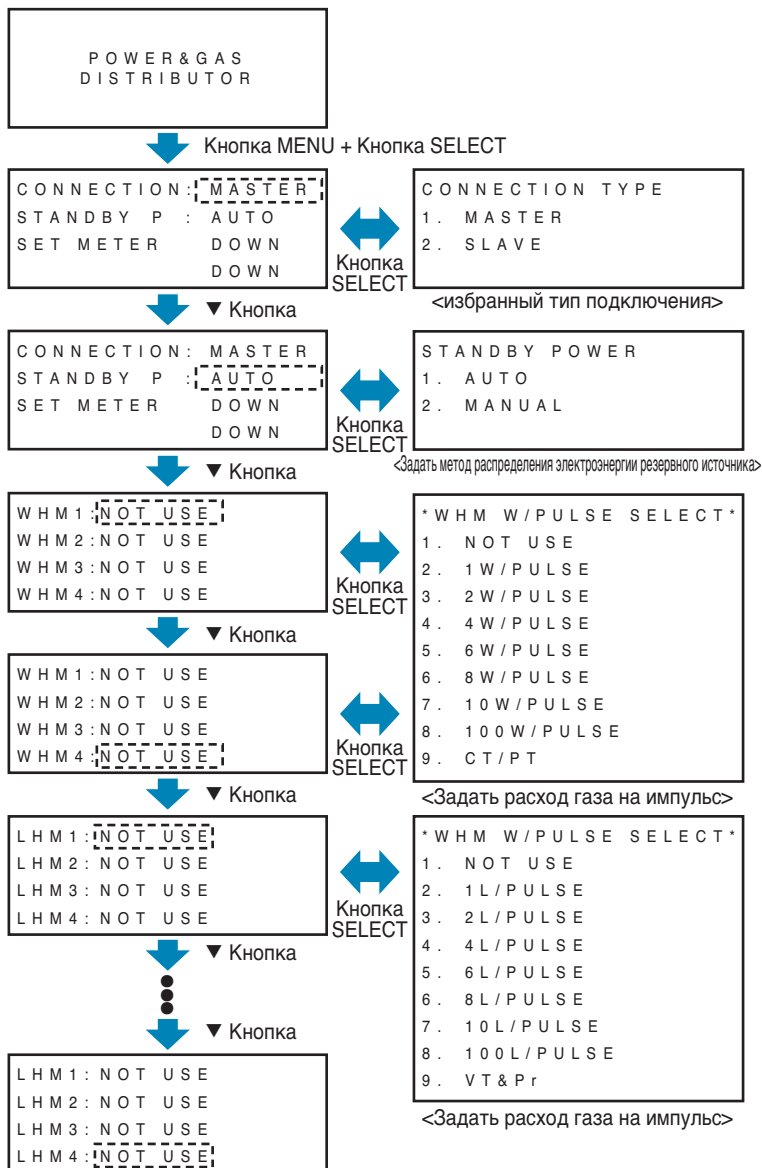 POWER&GAS
DISTRIBUTOR
Кнопка MENU + Кнопка SELECT
CONNECTION: MASTER
STANDBY P : AUTO
SET METER DOWN
DOWN
Кнопка
SELECT
CONNECTION TYPE
1. MASTER
2. SLAVE
<избранный тип подключения>
▼ Кнопка
CONNECTION: MASTER
STANDBY P : AUTO
SET METER DOWN
DOWN
Кнопка
SELECT
STANDBY POWER
1. AUTO
2. MANUAL
<Задать метод распределения электроэнергии резервного источника>
▼ Кнопка
WHM1:NOT USE
WHM2:NOT USE
WHM3:NOT USE
WHM4:NOT USE
Кнопка
SELECT
▼ Кнопка
WHM1:NOT USE
WHM2:NOT USE
WHM3:NOT USE
WHM4:NOT USE
Кнопка
SELECT
*WHM W/PULSE SELECT*
1. NOT USE
2. 1W/PULSE
3. 2W/PULSE
4. 4W/PULSE
5. 6W/PULSE
6. 8W/PULSE
7. 10W/PULSE
8. 100W/PULSE
9. CT/PT
<Задать расход газа на импульс>
▼ Кнопка
LHM1:NOT USE
LHM2:NOT USE
LHM3:NOT USE
LHM4:NOT USE
Кнопка
SELECT
*WHM W/PULSE SELECT*
1. NOT USE
2. 1L/PULSE
3. 2L/PULSE
4. 4L/PULSE
5. 6L/PULSE
6. 8L/PULSE
7. 10L/PULSE
8. 100L/PULSE
9. VT&Pr
<Задать расход газа на импульс>
▼ Кнопка
▼ Кнопка
LHM1:NOT USE
LHM2:NOT USE
LHM3:NOT USE
LHM4:NOT USE